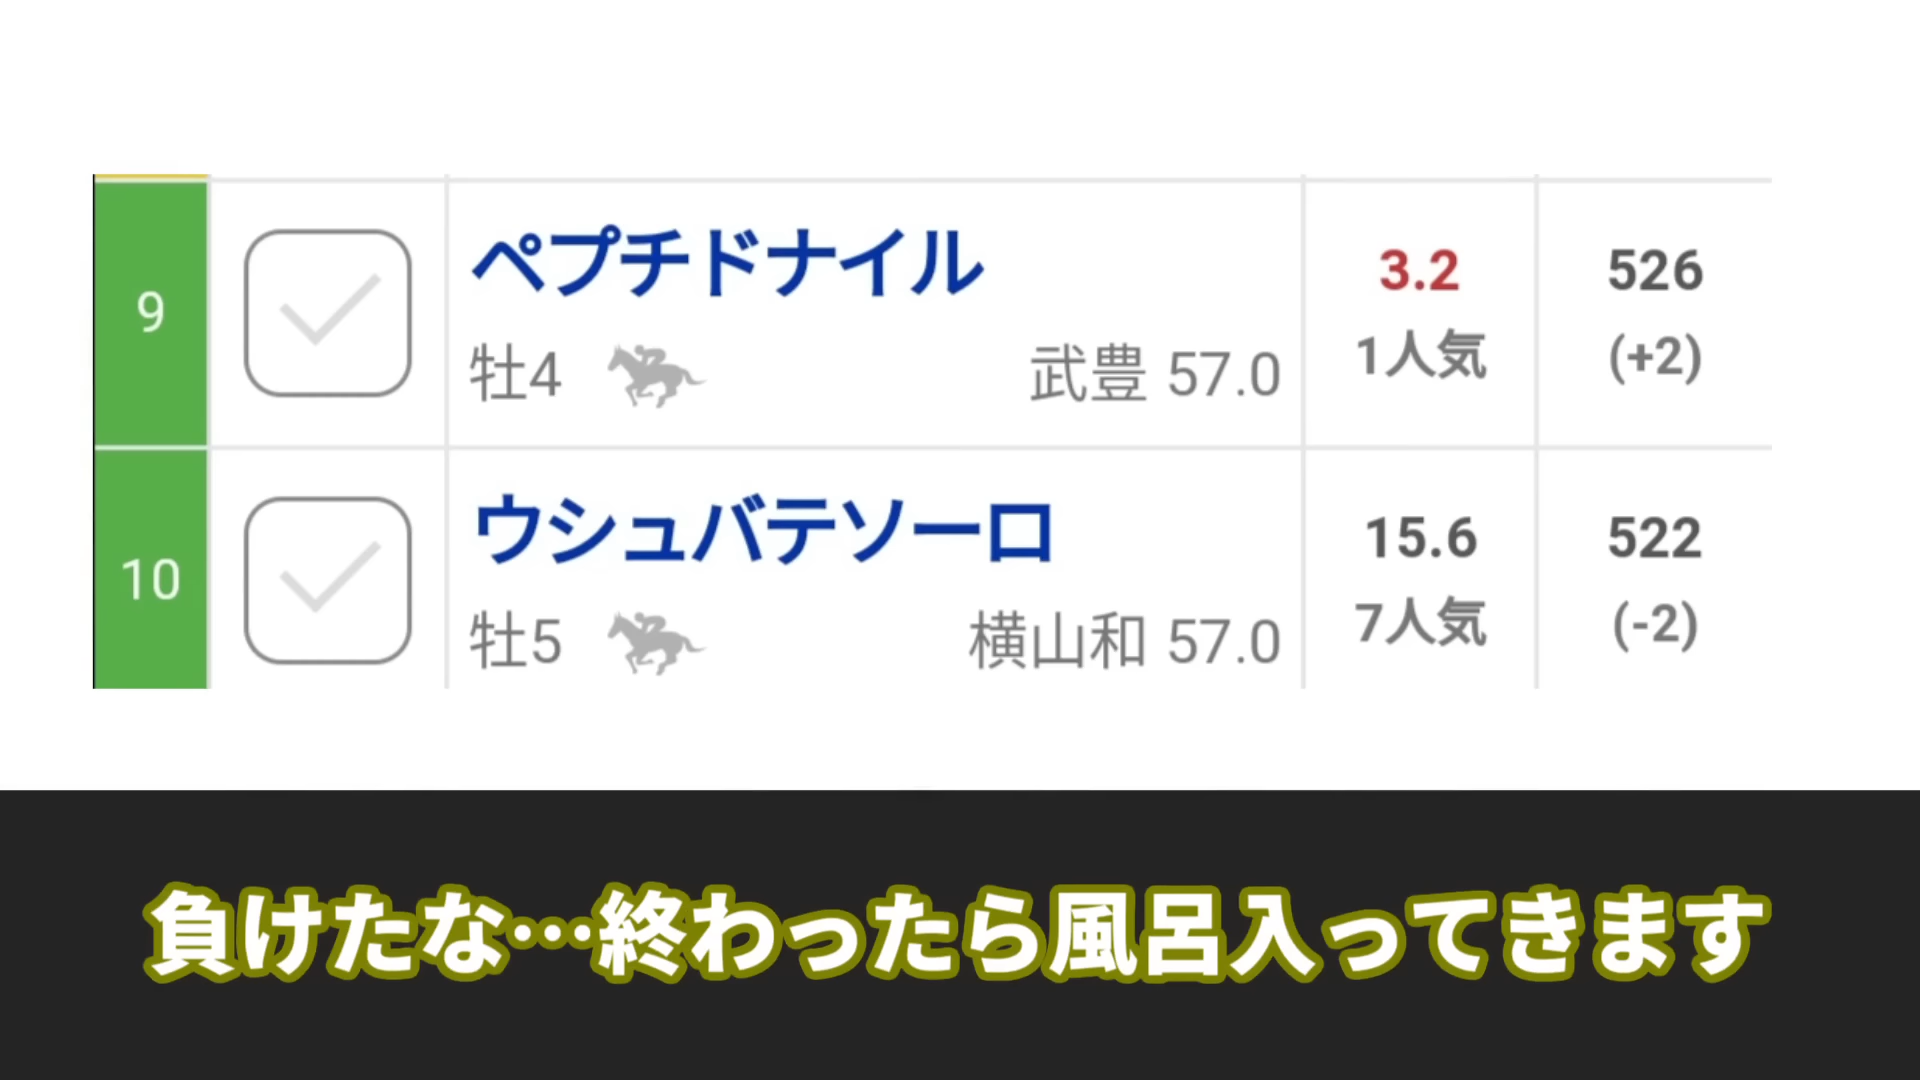 9
ペプチドナイル
牡4
武豊 57.0
3.2
1人気
526
(+2)
10
ウシュバテソーロ
牡5
横山和 57.0
15.6
7人気
522
(-2)
負けたな…終わったら風呂入ってきます